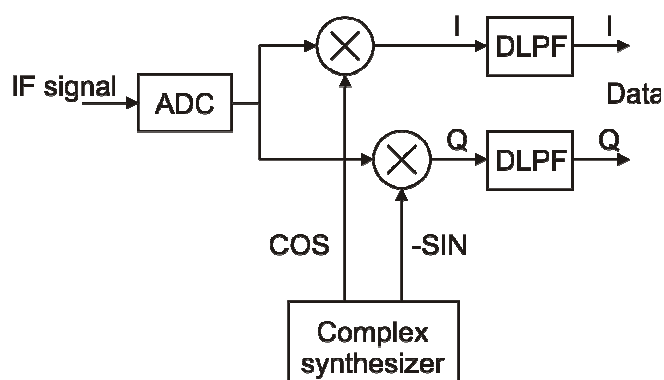 I
DLPF
I
IF signal
ADC
Data
Q
DLPF
Q
COS
-SIN
Complex
synthesizer